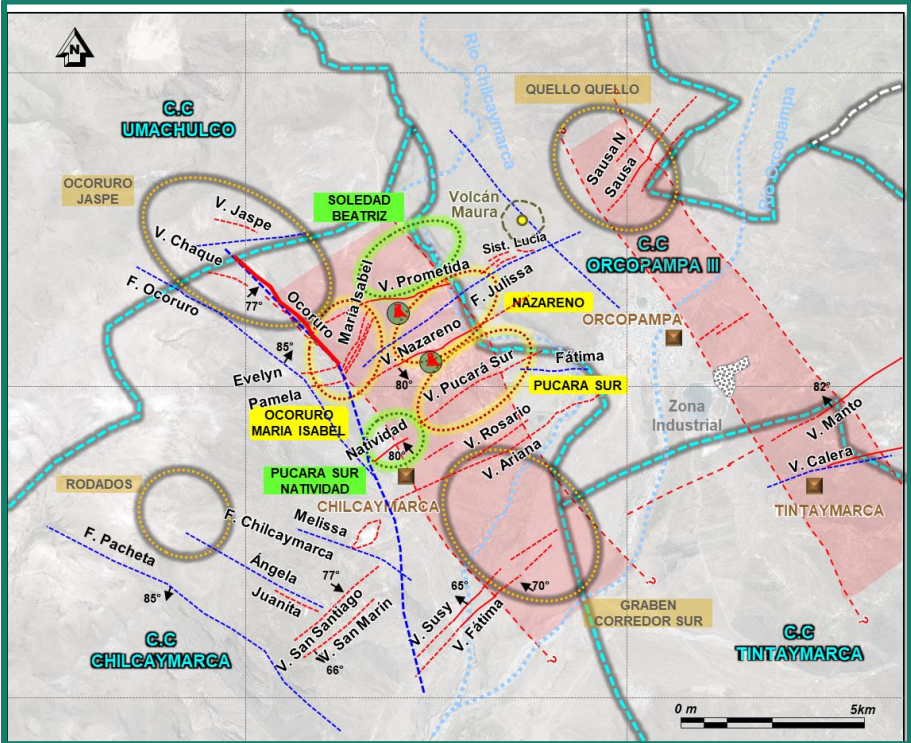 N
C.C
UMACHULCO
Rio Chilcaymarca
QUELLO QUELLO
Rio Orcopampa
Sausa N
Sausa
OCORURO
JASPE
V. Jaspe
V. Chaque
F. Ocoruro
77°
Ocoruro
85°
SOLEDAD
BEATRIZ
Volcán
Maura
Sist. Lucía
V. Prometida
F. Julissa
Maria Isabel
C.C
ORCOPAMPA III
NAZARENO
V. Nazareno
80°
ORCOPAMPA
Evelyn
Pamela
V. Pucará Sur
Fátima
PUCARA SUR
OCORURO
MARIA ISABEL
Zona
Industrial
82°
V. Manto
V. Calera
Natividad
80°
V. Rosario
V. Ariana
PUCARA SUR
NATIVIDAD
CHILCAYMARCA
TINTAYMARCA
RODADOS
F. Pacheta
85°
F. Chilcaymarca
Melissa
Ángela
Juanita
77°
V. San Santiago
V. San Marin
66°
65°
70°
V. Susy
V. Fátima
?
?
?
?
GRABEN
CORREDOR SUR
C.C
CHILCAYMARCA
C.C
TINTAYMARCA
0 m
5km